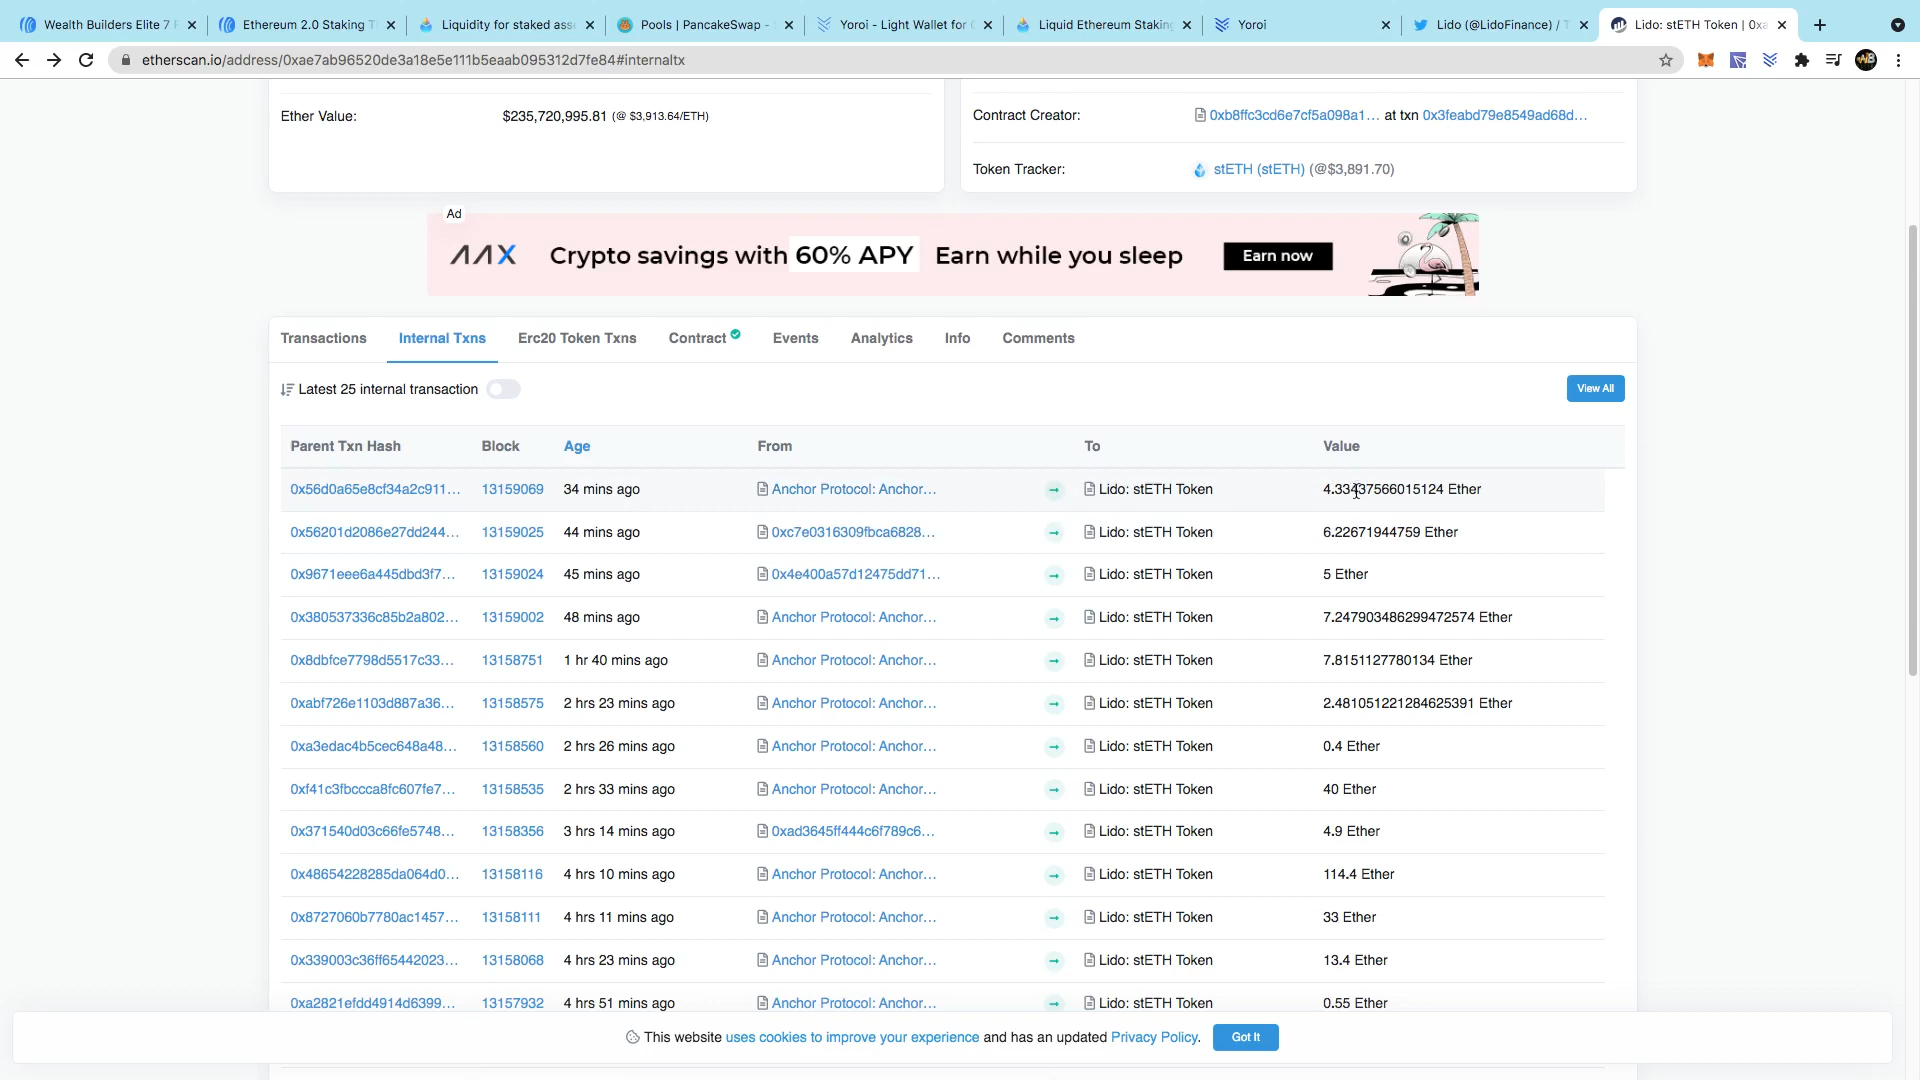 Wealth Builders Elite 7
Ethereum 2.0 Staking T
Liquidity for staked asse
Pools | PancakeSwap -
Yoroi - Light Wallet for
Liquid Ethereum Staking
Yoroi
Lido (@LidoFinance) / T
Lido: stETH Token | 0xa
etherscan.io/address/0xae7ab96520de3a18e5e111b5eaab095312d7fe84#internaltx
Ether Value:
$235,720,995.81 (@ $3,913.64/ETH)
Contract Creator:
0xb8ffc3cd6e7cf5a098a1... at txn 0x3feabd79e8549ad68d...
Token Tracker:
stETH (stETH) (@$3,891.70)
Ad
AAX Crypto savings with 60% APY Earn while you sleep Earn now
Transactions Internal Txns Erc20 Token Txns Contract Events Analytics Info Comments
Latest 25 internal transaction
View All
Parent Txn Hash Block Age From To Value
0x56d0a65e8cf34a2c911... 13159069 34 mins ago Anchor Protocol: Anchor... Lido: stETH Token 4.33437566015124 Ether
0x56201d2086e27dd244... 13159025 44 mins ago 0xc7e0316309fbca6828... Lido: stETH Token 6.22671944759 Ether
0x9671eee6a445dbd3f7... 13159024 45 mins ago 0x4e400a57d12475dd71... Lido: stETH Token 5 Ether
0x380537336c85b2a802... 13159002 48 mins ago Anchor Protocol: Anchor... Lido: stETH Token 7.247903486299472574 Ether
0x8dbfce7798d5517c33... 13158751 1 hr 40 mins ago Anchor Protocol: Anchor... Lido: stETH Token 7.8151127780134 Ether
0xabf726e1103d887a36... 13158575 2 hrs 23 mins ago Anchor Protocol: Anchor... Lido: stETH Token 2.481051221284625391 Ether
0xa3edac4b5cec648a48... 13158560 2 hrs 26 mins ago Anchor Protocol: Anchor... Lido: stETH Token 0.4 Ether
0xf41c3fbccca8fc607fe7... 13158535 2 hrs 33 mins ago Anchor Protocol: Anchor... Lido: stETH Token 40 Ether
0x371540d03c66fe5748... 13158356 3 hrs 14 mins ago 0xad3645ff444c6f789c6... Lido: stETH Token 4.9 Ether
0x48654228285da064d0... 13158116 4 hrs 10 mins ago Anchor Protocol: Anchor... Lido: stETH Token 114.4 Ether
0x8727060b7780ac1457... 13158111 4 hrs 11 mins ago Anchor Protocol: Anchor... Lido: stETH Token 33 Ether
0x339003c36ff65442023... 13158068 4 hrs 23 mins ago Anchor Protocol: Anchor... Lido: stETH Token 13.4 Ether
0xa2821efdd4914d6399... 13157932 4 hrs 51 mins ago Anchor Protocol: Anchor... Lido: stETH Token 0.55 Ether
This website uses cookies to improve your experience and has an updated Privacy Policy. Got It